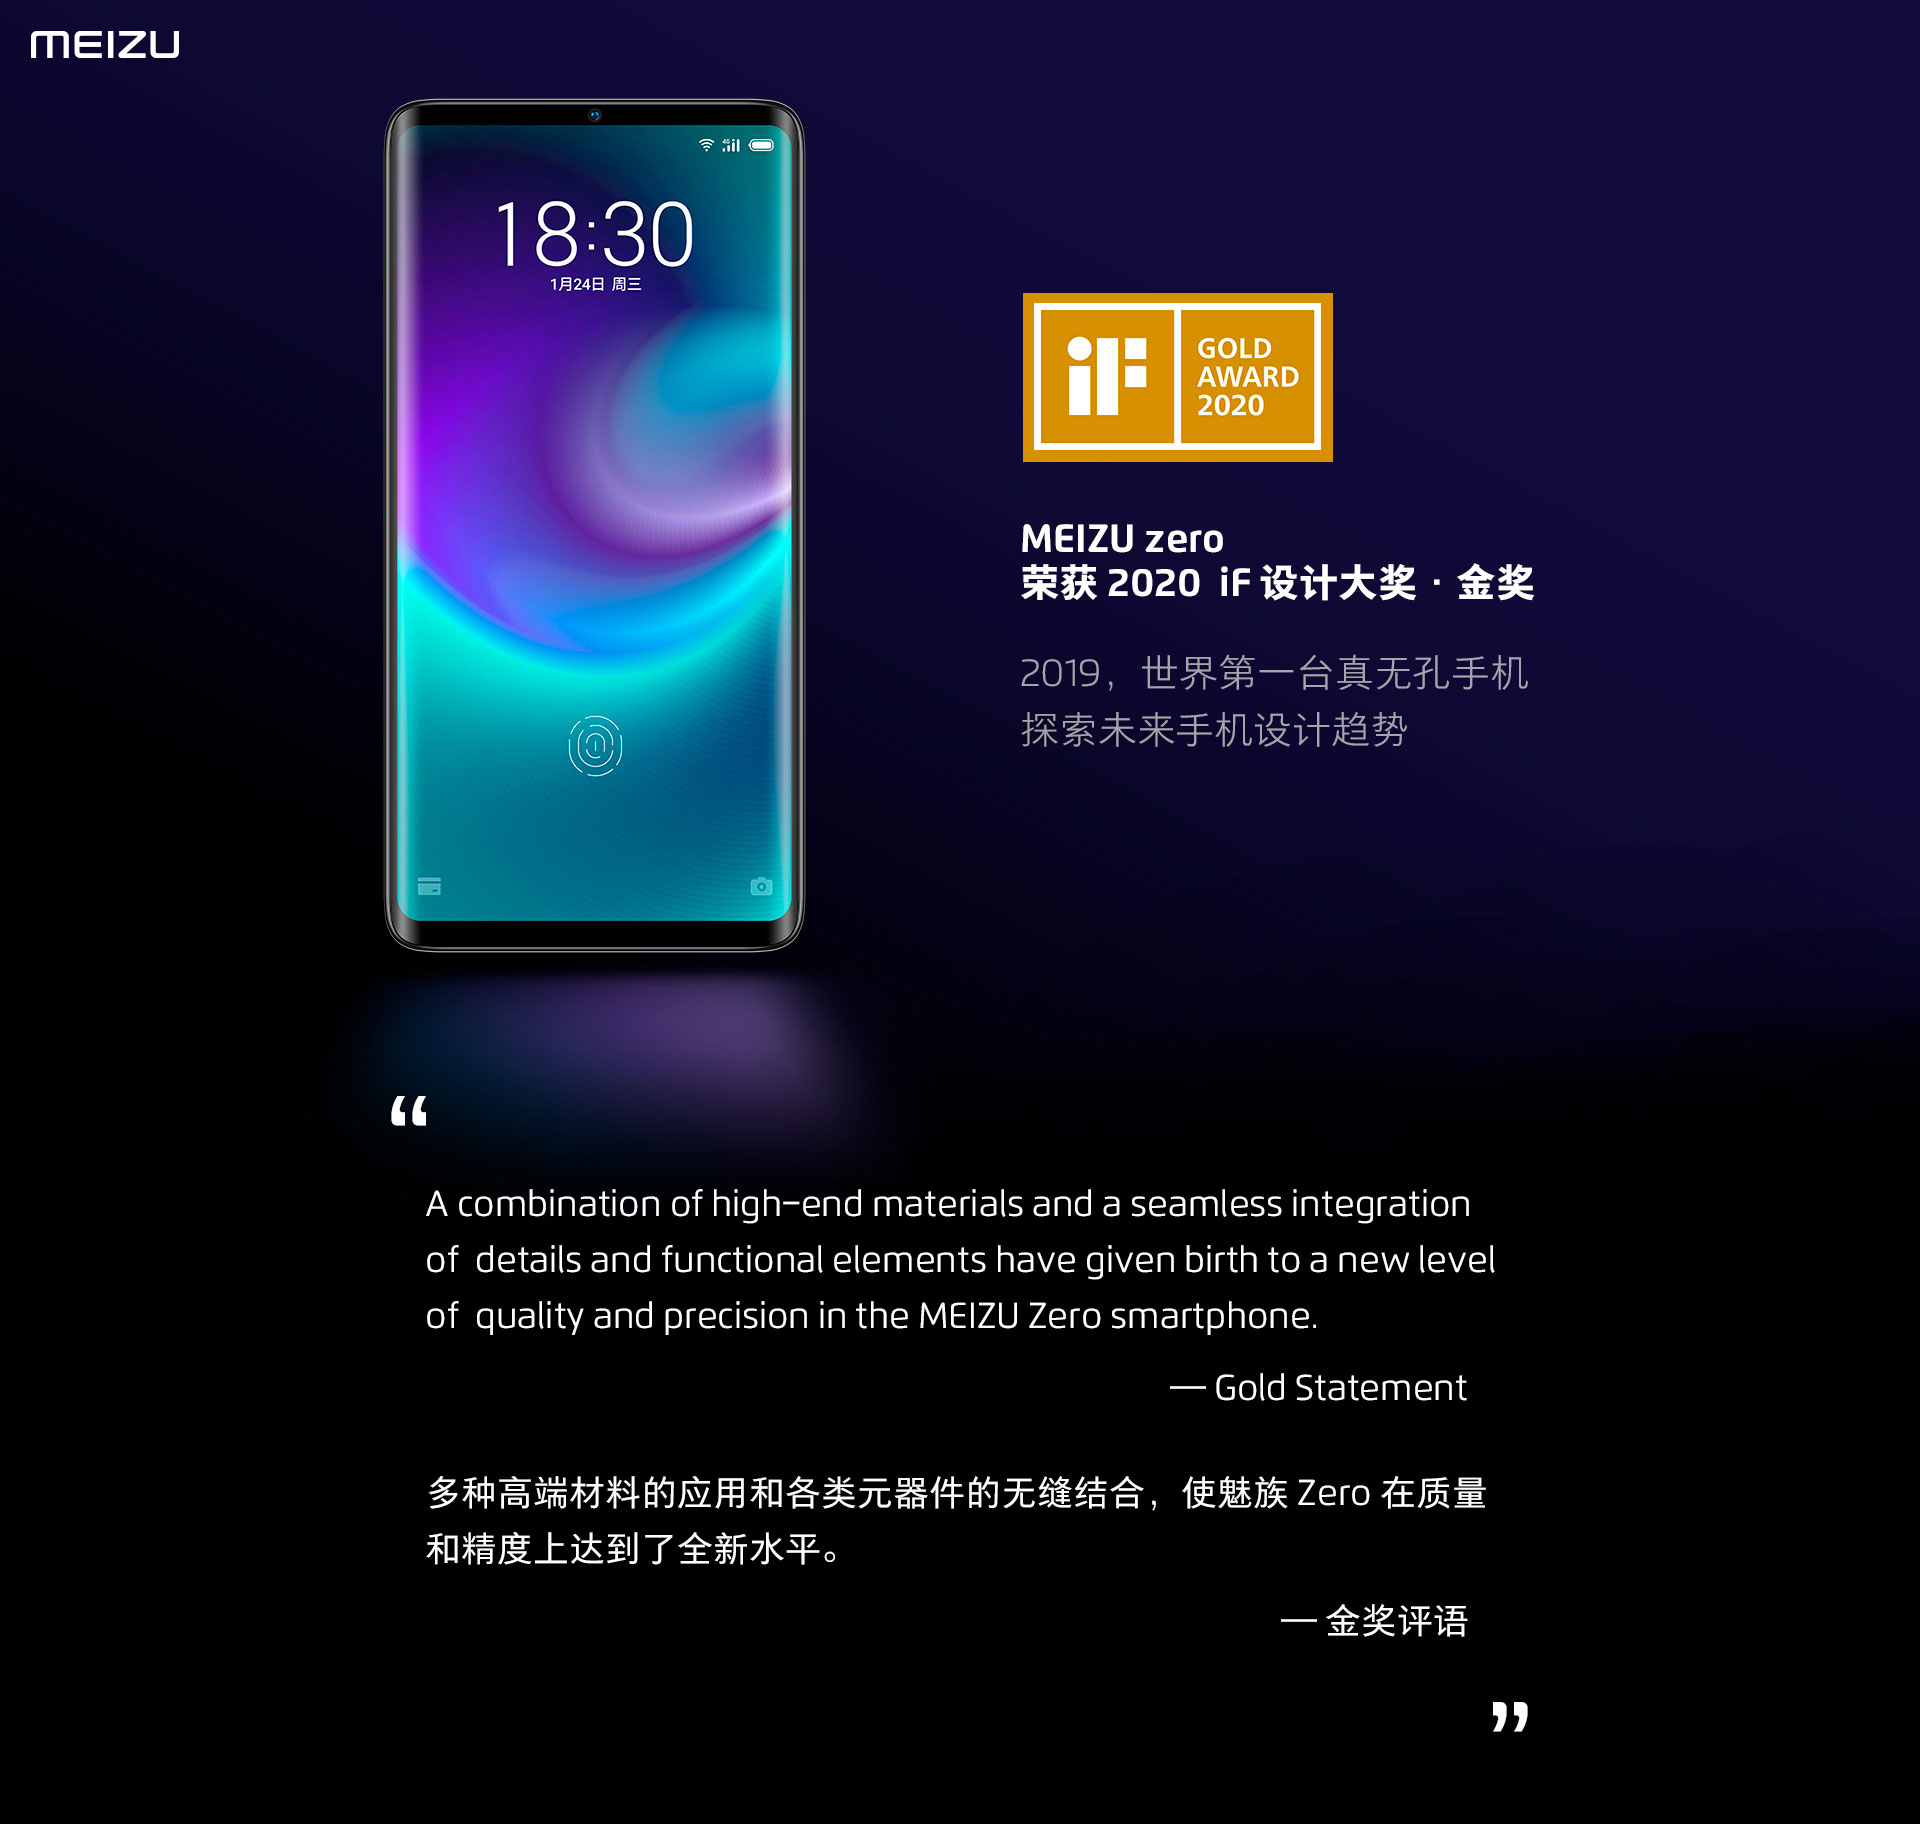 MEIZU
4G
18:30
1月24日 周三
iF
GOLD
AWARD
2020
MEIZU zero
荣获 2020 iF 设计大奖 · 金奖
2019，世界第一台真无孔手机
探索未来手机设计趋势
“
A combination of high-end materials and a seamless integration
of details and functional elements have given birth to a new level
of quality and precision in the MEIZU Zero smartphone.
— Gold Statement
多种高端材料的应用和各类元器件的无缝结合，使魅族 Zero 在质量
和精度上达到了全新水平。
— 金奖评语
”